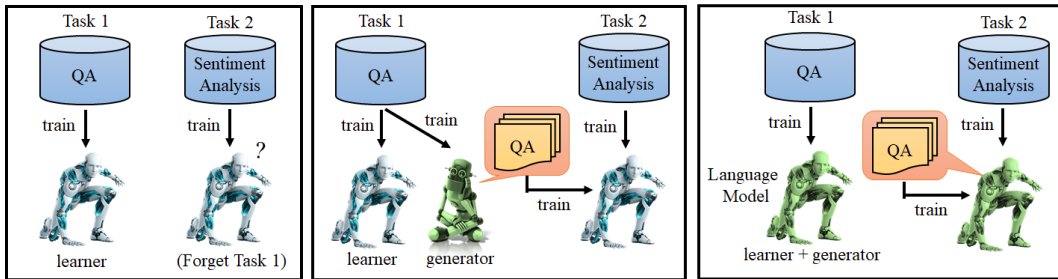 Task 1
Task 2
QA
Sentiment
Analysis
train
train
?
learner
(Forget Task 1)
Task 1
Task 2
QA
Sentiment
Analysis
train
train
train
QA
train
learner
generator
Task 1
Task 2
QA
Sentiment
Analysis
train
train
QA
Language
Model
train
learner + generator